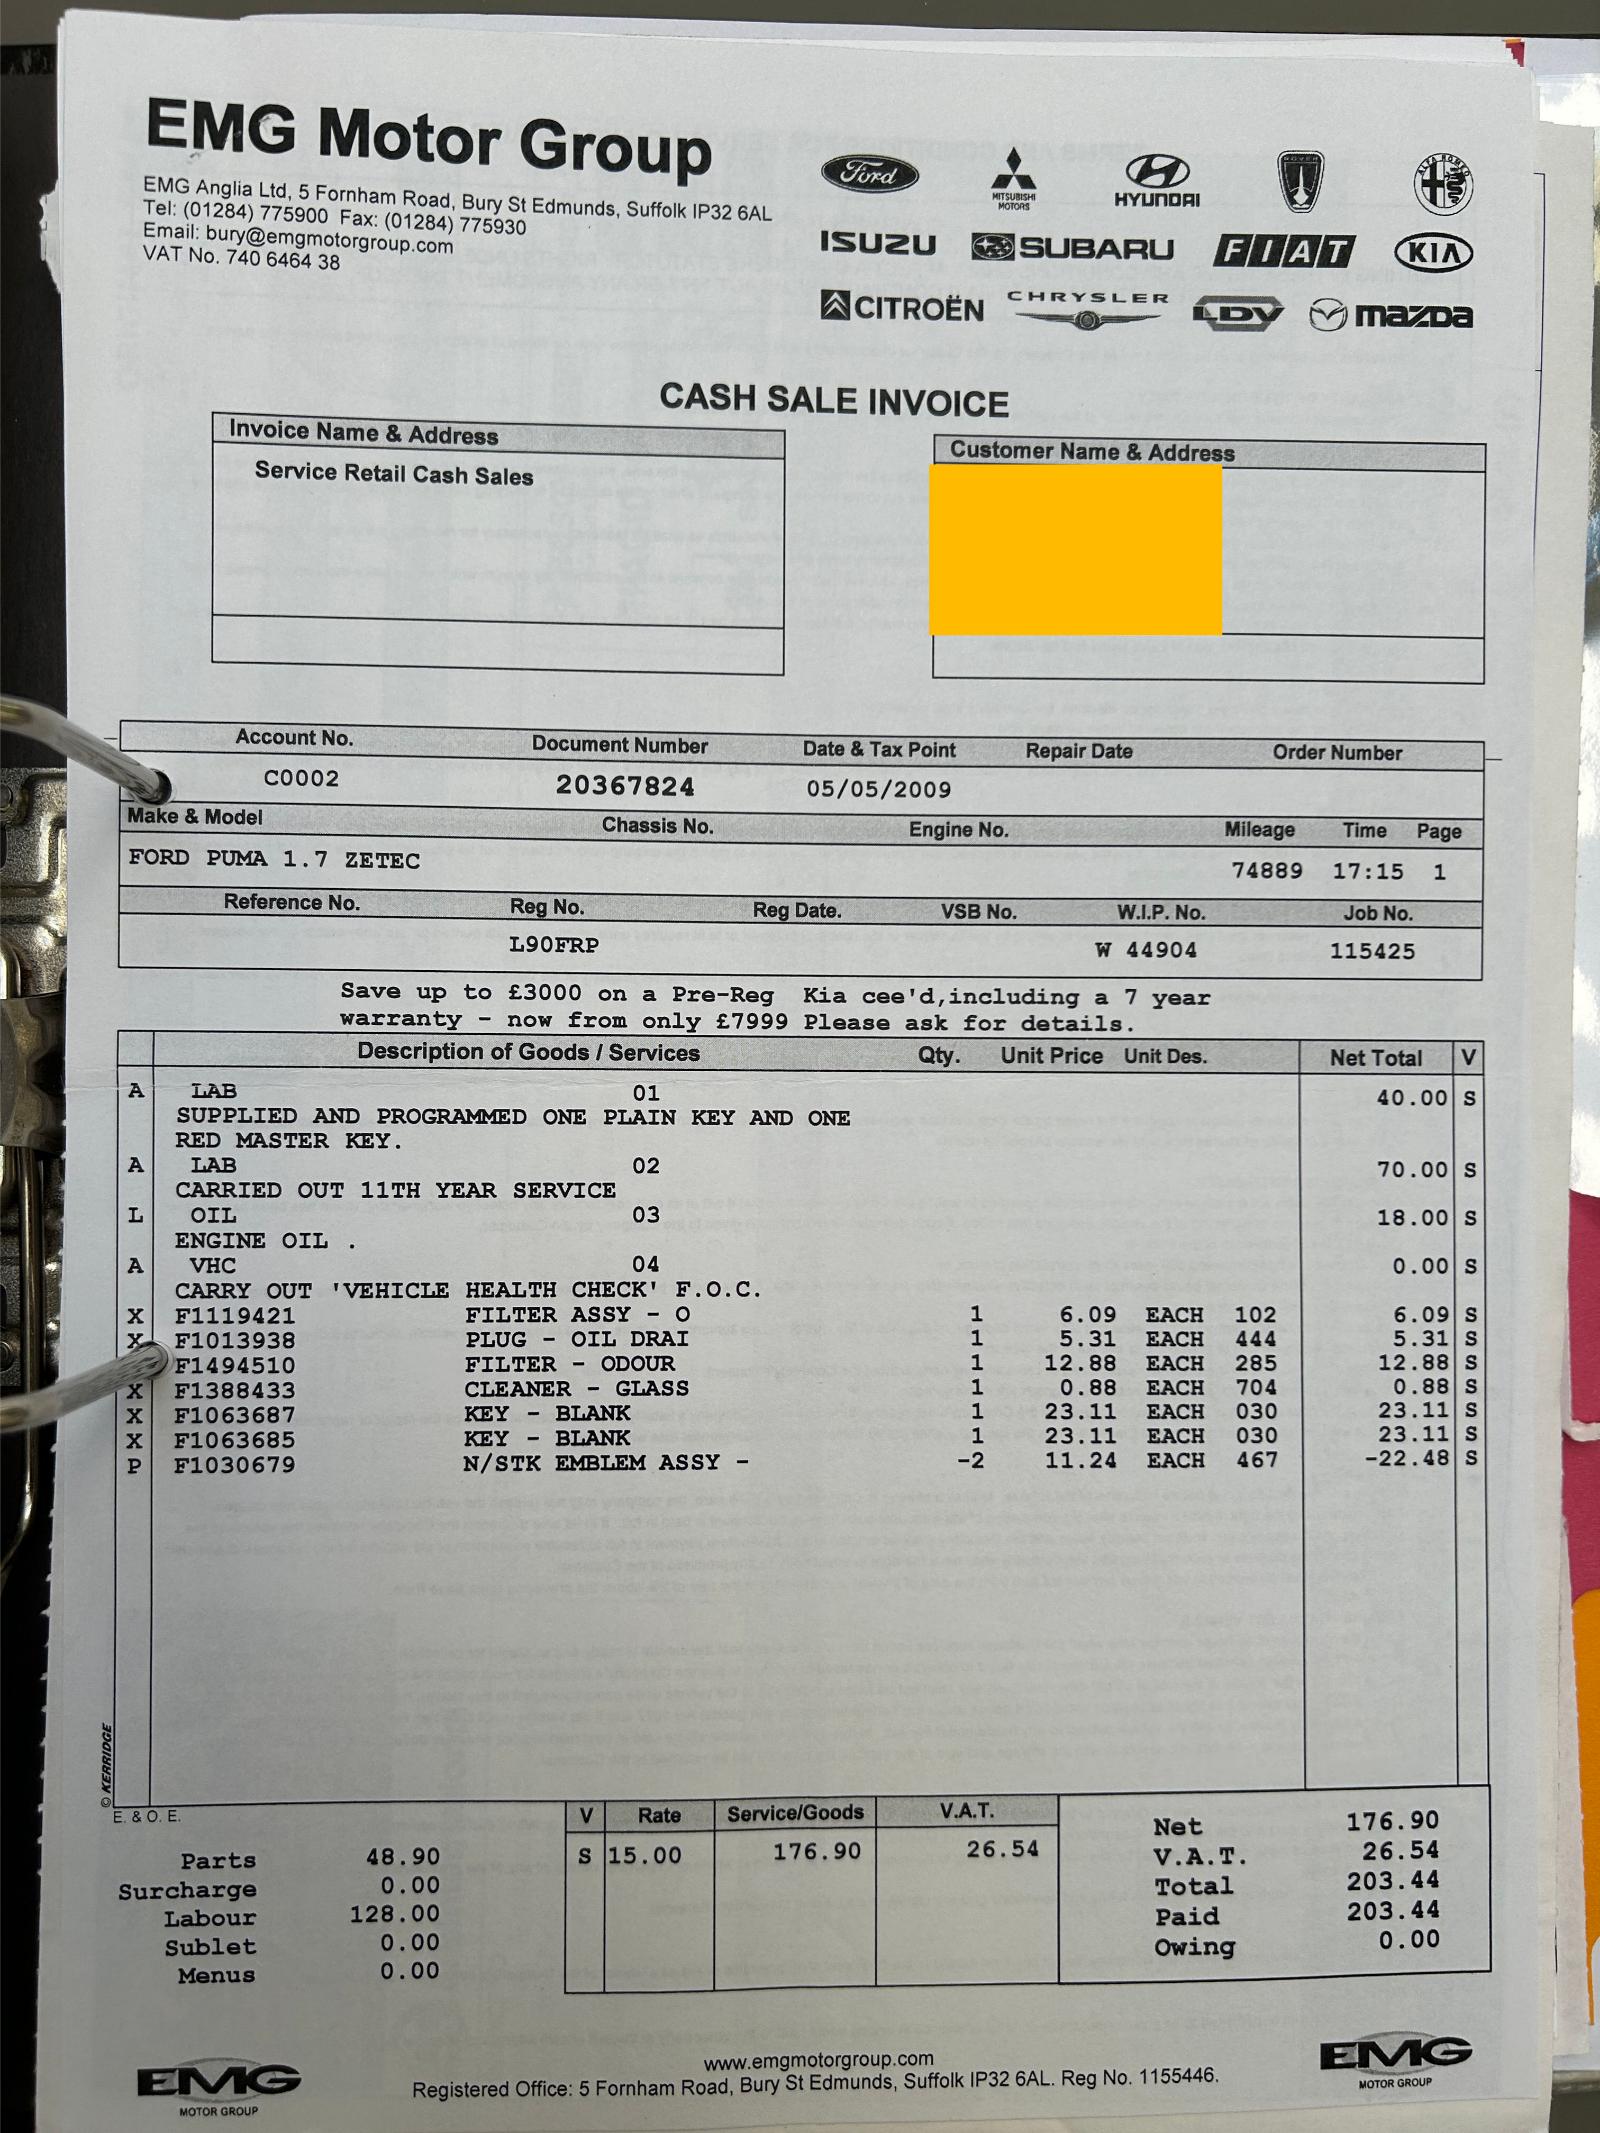 EMG Motor Group
EMG Anglia Ltd, 5 Fornham Road, Bury St Edmunds, Suffolk IP32 6AL
Tel: (01284) 775900 Fax: (01284) 775930
Email: bury@emgmotorgroup.com
VAT No. 740 6464 38
Ford MITSUBISHI MOTORS HYUNDAI ROVER ALFA ROMEO
ISUZU SUBARU FIAT KIA
CITROËN CHRYSLER LDV mazda
CASH SALE INVOICE
Invoice Name & Address
Service Retail Cash Sales
Customer Name & Address
Account No. Document Number Date & Tax Point Repair Date Order Number
C0002 20367824 05/05/2009
Make & Model Chassis No. Engine No. Mileage Time Page
FORD PUMA 1.7 ZETEC 74889 17:15 1
Reference No. Reg No. Reg Date. VSB No. W.I.P. No. Job No.
L90FRP W 44904 115425
Save up to £3000 on a Pre-Reg Kia cee'd,including a 7 year
warranty - now from only £7999 Please ask for details.
Description of Goods / Services Qty. Unit Price Unit Des. Net Total V
A LAB 01 40.00 S
SUPPLIED AND PROGRAMMED ONE PLAIN KEY AND ONE
RED MASTER KEY.
A LAB 02 70.00 S
CARRIED OUT 11TH YEAR SERVICE
L OIL 03 18.00 S
ENGINE OIL .
A VHC 04 0.00 S
CARRY OUT 'VEHICLE HEALTH CHECK' F.O.C.
X F1119421 FILTER ASSY - O 1 6.09 EACH 102 6.09 S
X F1013938 PLUG - OIL DRAI 1 5.31 EACH 444 5.31 S
F1494510 FILTER - ODOUR 1 12.88 EACH 285 12.88 S
X F1388433 CLEANER - GLASS 1 0.88 EACH 704 0.88 S
X F1063687 KEY - BLANK 1 23.11 EACH 030 23.11 S
X F1063685 KEY - BLANK 1 23.11 EACH 030 23.11 S
P F1030679 N/STK EMBLEM ASSY - -2 11.24 EACH 467 -22.48 S
© KERRIDGE
E. & O. E.
Parts 48.90
Surcharge 0.00
Labour 128.00
Sublet 0.00
Menus 0.00
V Rate Service/Goods V.A.T.
S 15.00 176.90 26.54
Net 176.90
V.A.T. 26.54
Total 203.44
Paid 203.44
Owing 0.00
EMG MOTOR GROUP
www.emgmotorgroup.com
Registered Office: 5 Fornham Road, Bury St Edmunds, Suffolk IP32 6AL. Reg No. 1155446.
EMG MOTOR GROUP